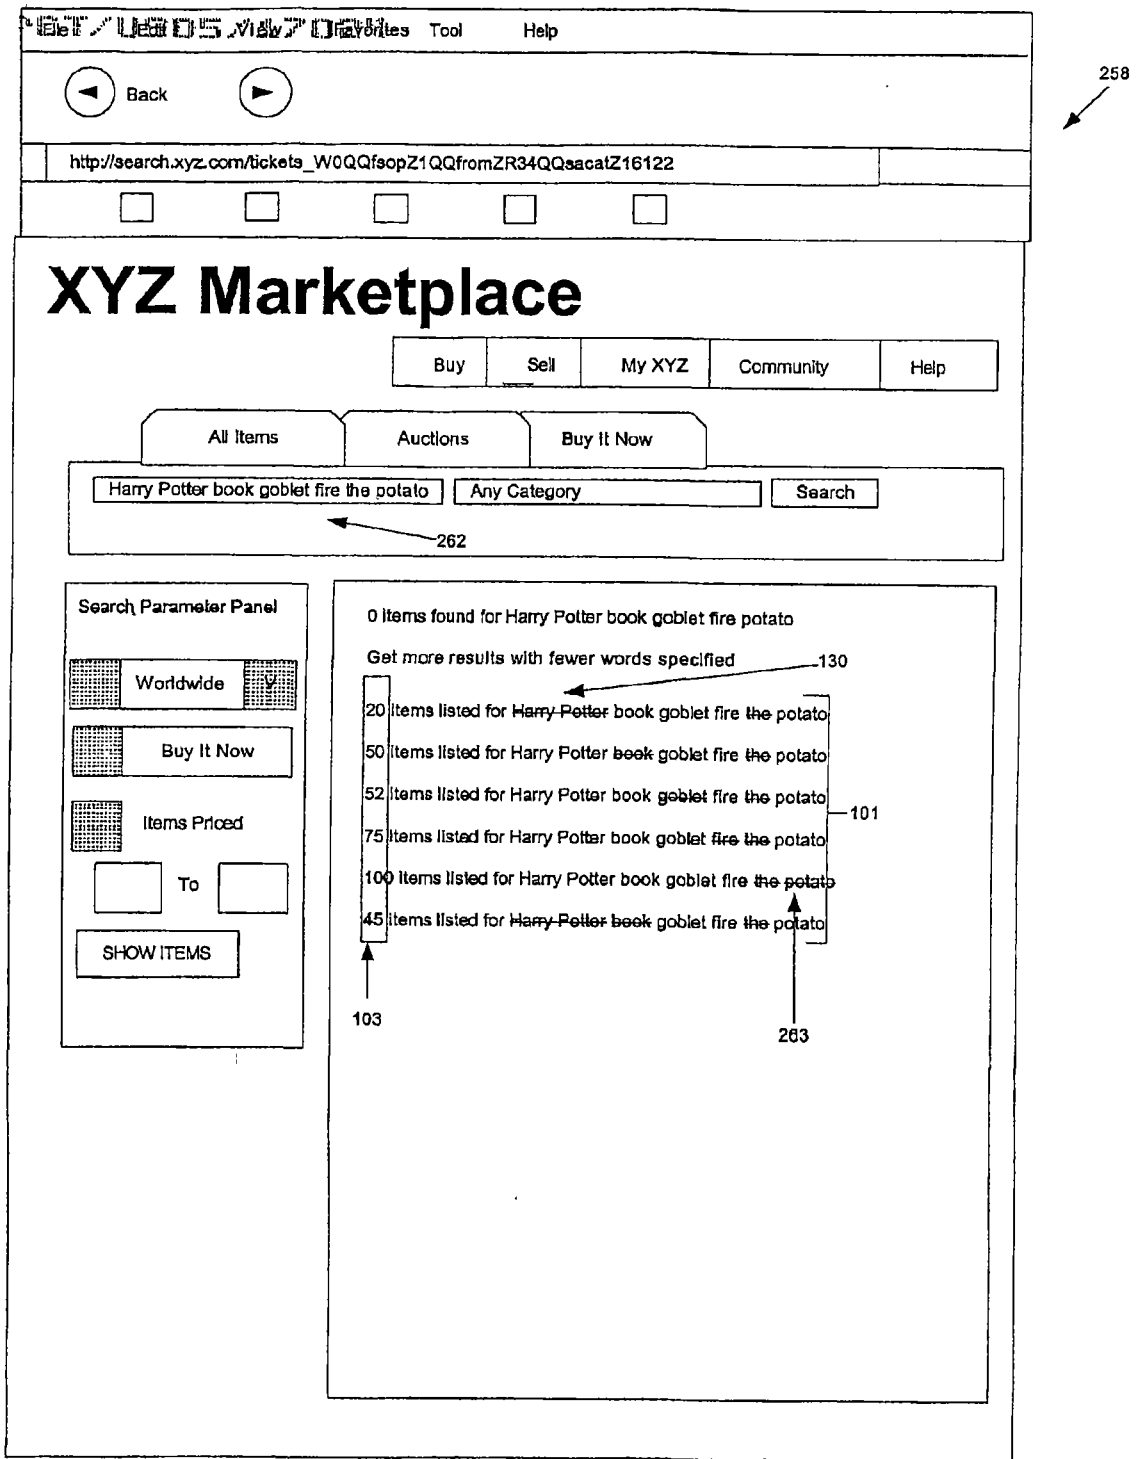 View Favorites Tool Help
258
Back
http://search.xyz.com/tickets_W0QQfsopZ1QQfromZR34QQsacatZ16122
XYZ Marketplace
Buy Sell My XYZ Community Help
All Items Auctions Buy It Now
Harry Potter book goblet fire the potato Any Category Search
262
Search Parameter Panel
Worldwide V
Buy It Now
Items Priced
To
SHOW ITEMS
0 items found for Harry Potter book goblet fire potato
Get more results with fewer words specified 130
20 items listed for Harry Potter book goblet fire the potato
50 items listed for Harry Potter book goblet fire the potato
52 items listed for Harry Potter book goblet fire the potato
75 items listed for Harry Potter book goblet fire the potato
100 items listed for Harry Potter book goblet fire the potato
45 items listed for Harry Potter book goblet fire the potato
101
103
263